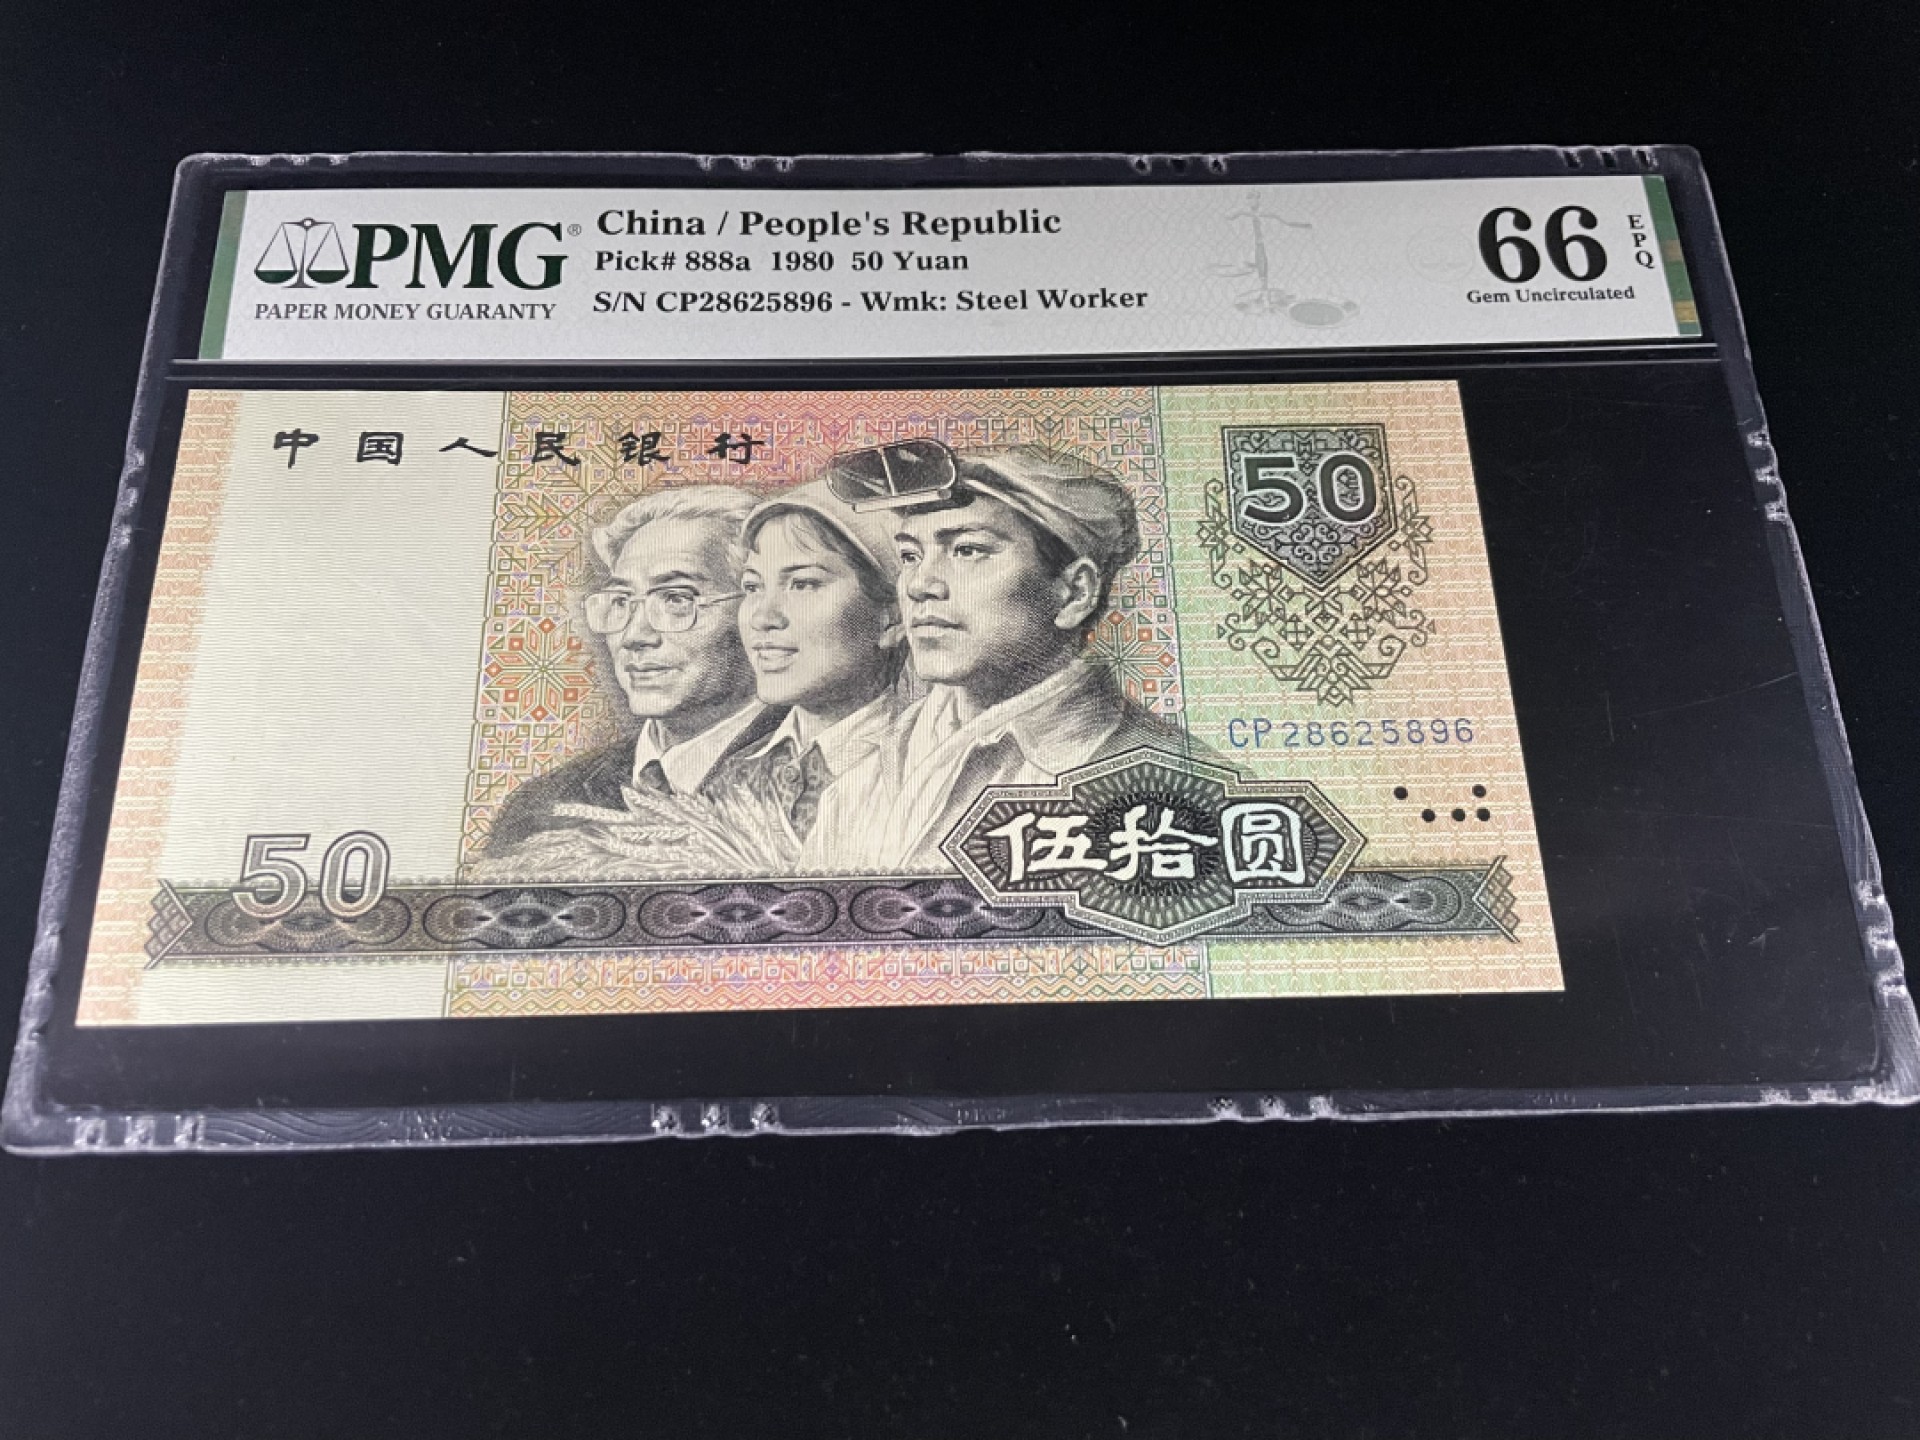 PMG®
PAPER MONEY GUARANTY
China / People's Republic
Pick# 888a 1980 50 Yuan
S/N CP28625896 - Wmk: Steel Worker
66
EPQ
Gem Uncirculated
中国人民银行
50
CP28625896
伍拾圆
50